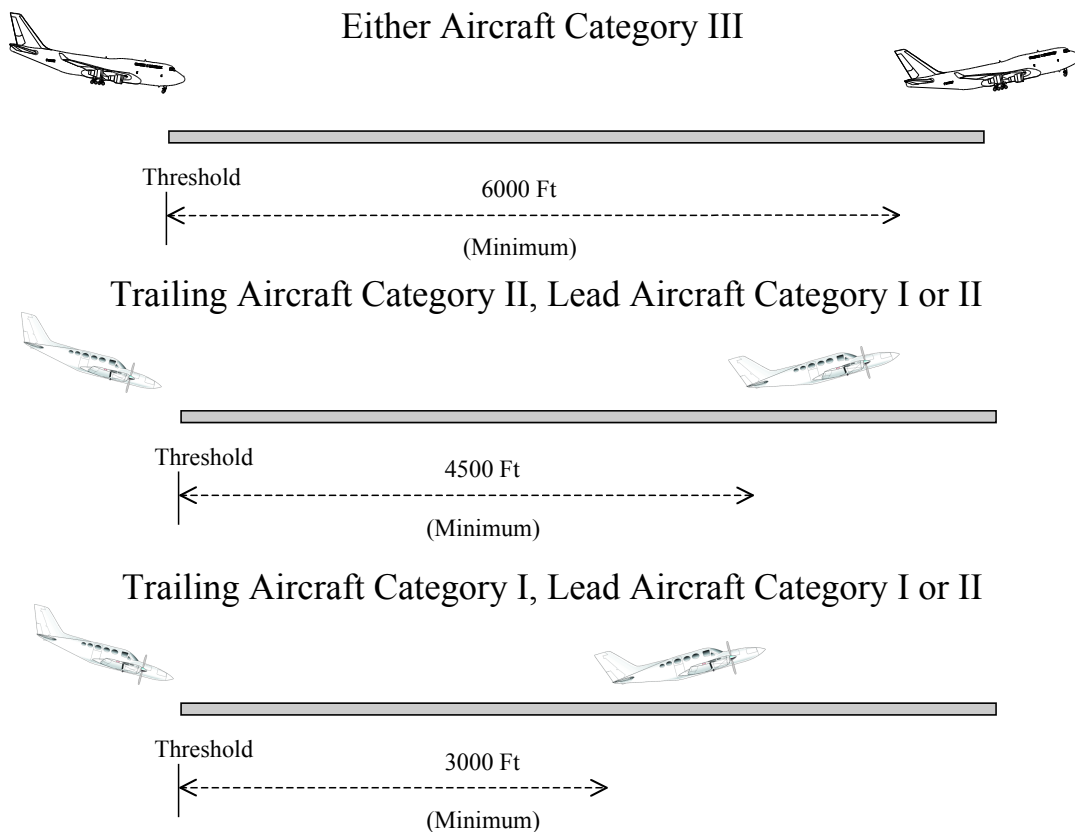 Either Aircraft Category III
Threshold
6000 Ft
(Minimum)
Trailing Aircraft Category II, Lead Aircraft Category I or II
Threshold
4500 Ft
(Minimum)
Trailing Aircraft Category I, Lead Aircraft Category I or II
Threshold
3000 Ft
(Minimum)